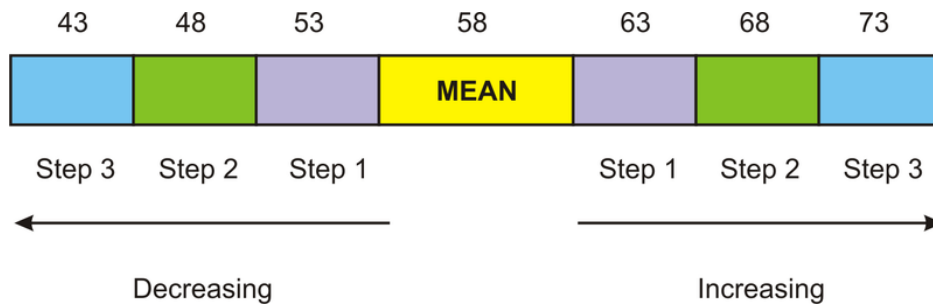 43 48 53 58 63 68 73
MEAN
Step 3 Step 2 Step 1 Step 1 Step 2 Step 3
Decreasing Increasing